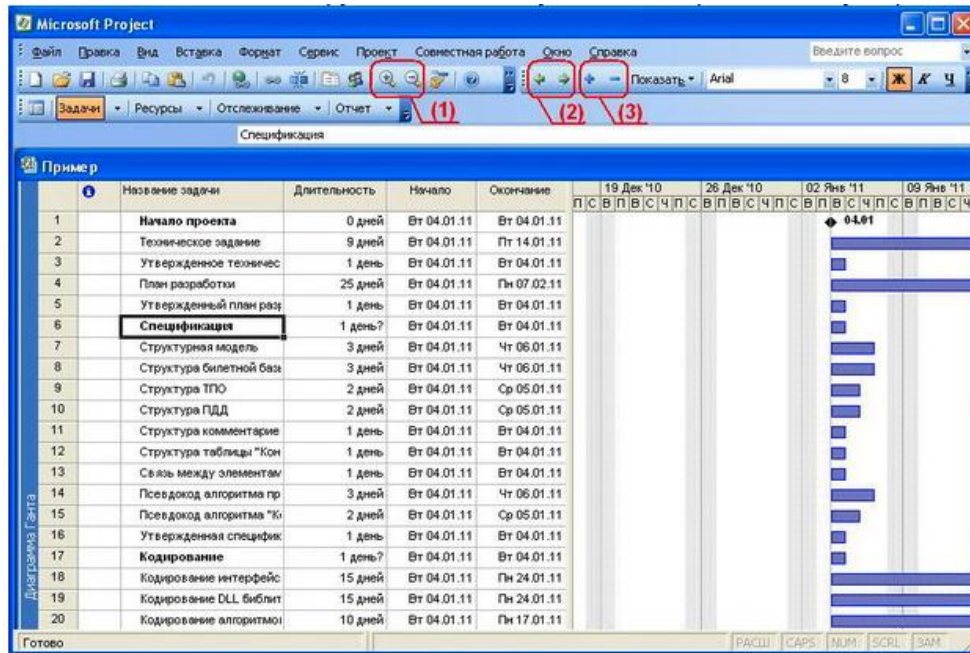 Microsoft Project
Файл Правка Вид Вставка Формат Сервис Проект Совместная работа Окно Справка Введите вопрос
Показать Arial 8 Ж К Ч
Задачи Ресурсы Отслеживание Отчет (1) (2) (3)
Спецификация
Пример
Название задачи Длительность Начало Окончание 19 Дек '10 26 Дек '10 02 Янв '11 09 Янв '11
П С В П В С Ч П С В П В С Ч П С В П В С Ч П С В П В С Ч
1 Начало проекта 0 дней Вт 04.01.11 Вт 04.01.11 04.01
2 Техническое задание 9 дней Вт 04.01.11 Пт 14.01.11
3 Утвержденное техничес 1 день Вт 04.01.11 Вт 04.01.11
4 План разработки 25 дней Вт 04.01.11 Пн 07.02.11
5 Утвержденный план разр 1 день Вт 04.01.11 Вт 04.01.11
6 Спецификация 1 день? Вт 04.01.11 Вт 04.01.11
7 Структурная модель 3 дней Вт 04.01.11 Чт 06.01.11
8 Структура билетной базы 3 дней Вт 04.01.11 Чт 06.01.11
9 Структура ТПО 2 дней Вт 04.01.11 Ср 05.01.11
10 Структура ПДД 2 дней Вт 04.01.11 Ср 05.01.11
11 Структура комментарие 1 день Вт 04.01.11 Вт 04.01.11
12 Структура таблицы "Кон 1 день Вт 04.01.11 Вт 04.01.11
13 Связь между элементам 1 день Вт 04.01.11 Вт 04.01.11
14 Псевдокод алгоритма пр 3 дней Вт 04.01.11 Чт 06.01.11
15 Псевдокод алгоритма "К 2 дней Вт 04.01.11 Ср 05.01.11
16 Утвержденная специфик 1 день Вт 04.01.11 Вт 04.01.11
17 Кодирование 1 день? Вт 04.01.11 Вт 04.01.11
18 Кодирование интерфейс 15 дней Вт 04.01.11 Пн 24.01.11
19 Кодирование DLL библит 15 дней Вт 04.01.11 Пн 24.01.11
20 Кодирование алгоритмо 10 дней Вт 04.01.11 Пн 17.01.11
Диаграмма Ганта
Готово РАСШ CAPS NUM SCRL ЗАМ